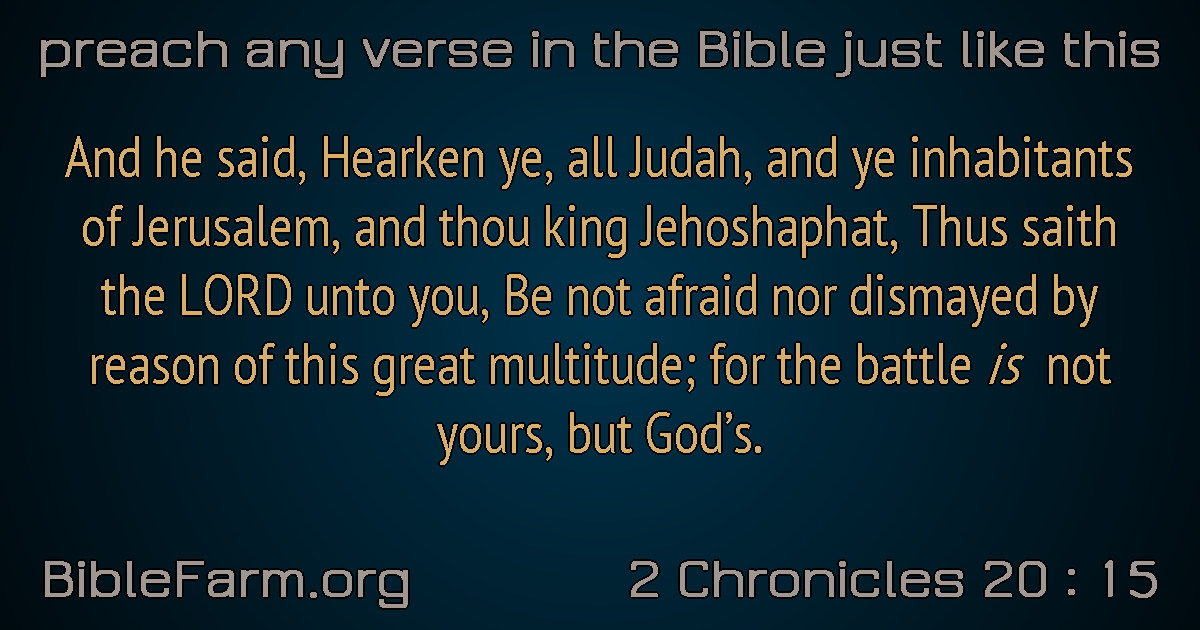 preach any verse in the Bible just like this
And he said, Hearken ye, all Judah, and ye inhabitants
of Jerusalem, and thou king Jehoshaphat, Thus saith
the LORD unto you, Be not afraid nor dismayed by
reason of this great multitude; for the battle is not
yours, but God’s.
BibleFarm.org
2 Chronicles 20 : 15